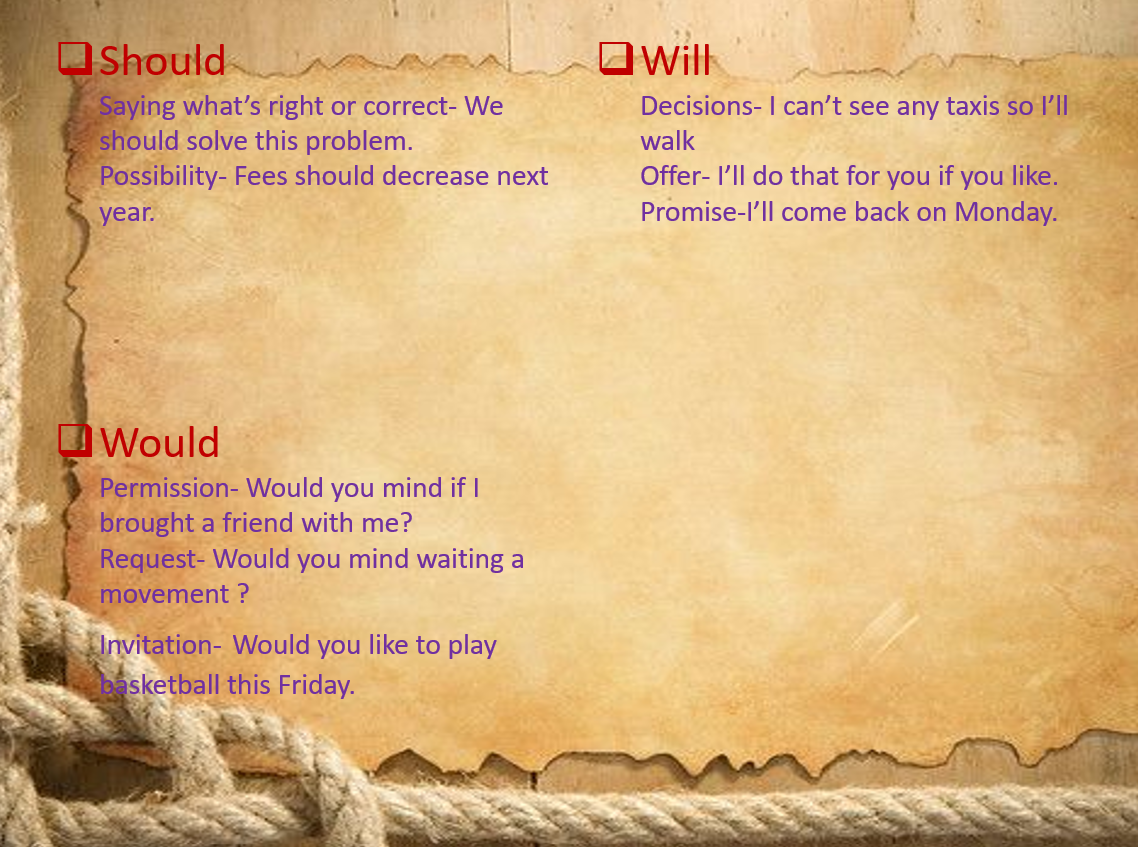 Should
Saying what's right or correct- We
should solve this problem.
Possibility- Fees should decrease next
year.
Will
Decisions- I can't see any taxis so I'll
walk
Offer- I'll do that for you if you like.
Promise-I'll come back on Monday.
Would
Permission- Would you mind if I
brought a friend with me?
Request- Would you mind waiting a
movement ?
Invitation- Would you like to play
basketball this Friday.